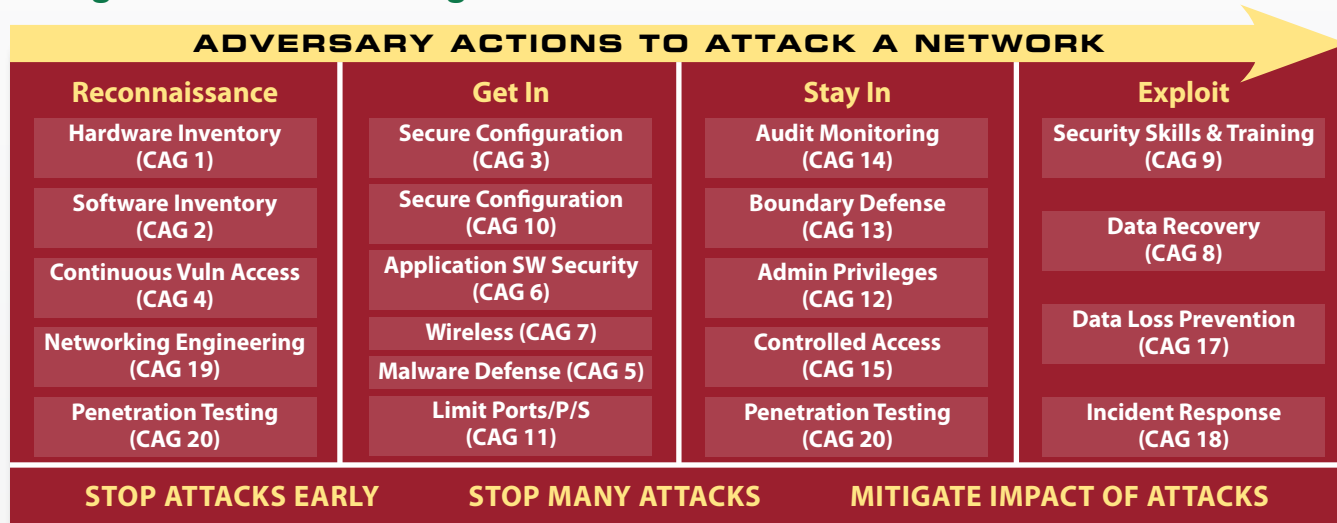 ADVERSARY ACTIONS TO ATTACK A NETWORK
Reconnaissance
Hardware Inventory
(CAG 1)
Software Inventory
(CAG 2)
Continuous Vuln Access
(CAG 4)
Networking Engineering
(CAG 19)
Penetration Testing
(CAG 20)
Get In
Secure Configuration
(CAG 3)
Secure Configuration
(CAG 10)
Application SW Security
(CAG 6)
Wireless (CAG 7)
Malware Defense (CAG 5)
Limit Ports/P/S
(CAG 11)
Stay In
Audit Monitoring
(CAG 14)
Boundary Defense
(CAG 13)
Admin Privileges
(CAG 12)
Controlled Access
(CAG 15)
Penetration Testing
(CAG 20)
Exploit
Security Skills & Training
(CAG 9)
Data Recovery
(CAG 8)
Data Loss Prevention
(CAG 17)
Incident Response
(CAG 18)
STOP ATTACKS EARLY
STOP MANY ATTACKS
MITIGATE IMPACT OF ATTACKS